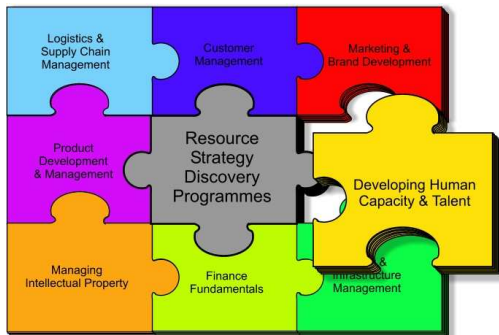 Logistics &
Supply Chain
Management
Customer
Management
Marketing &
Brand Development
Product
Development
& Management
Resource
Strategy
Discovery
Programmes
Developing Human
Capacity & Talent
Managing
Intellectual Property
Finance
Fundamentals
&
Infrastructure
Management